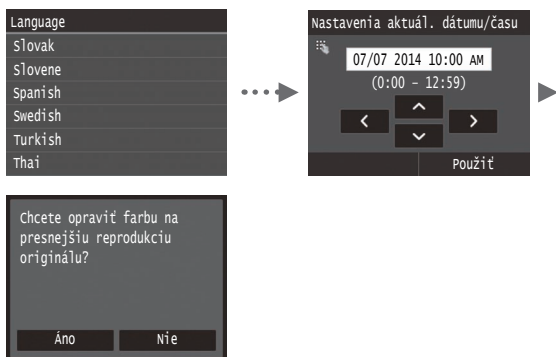 Language
Slovak
Slovene
Spanish
Swedish
Turkish
Thai
Nastavenia aktuál. dátumu/času
07/07 2014 10:00 AM
(0:00 – 12:59)
Použiť
Chcete opraviť farbu na
presnejšiu reprodukciu
originálu?
Áno Nie